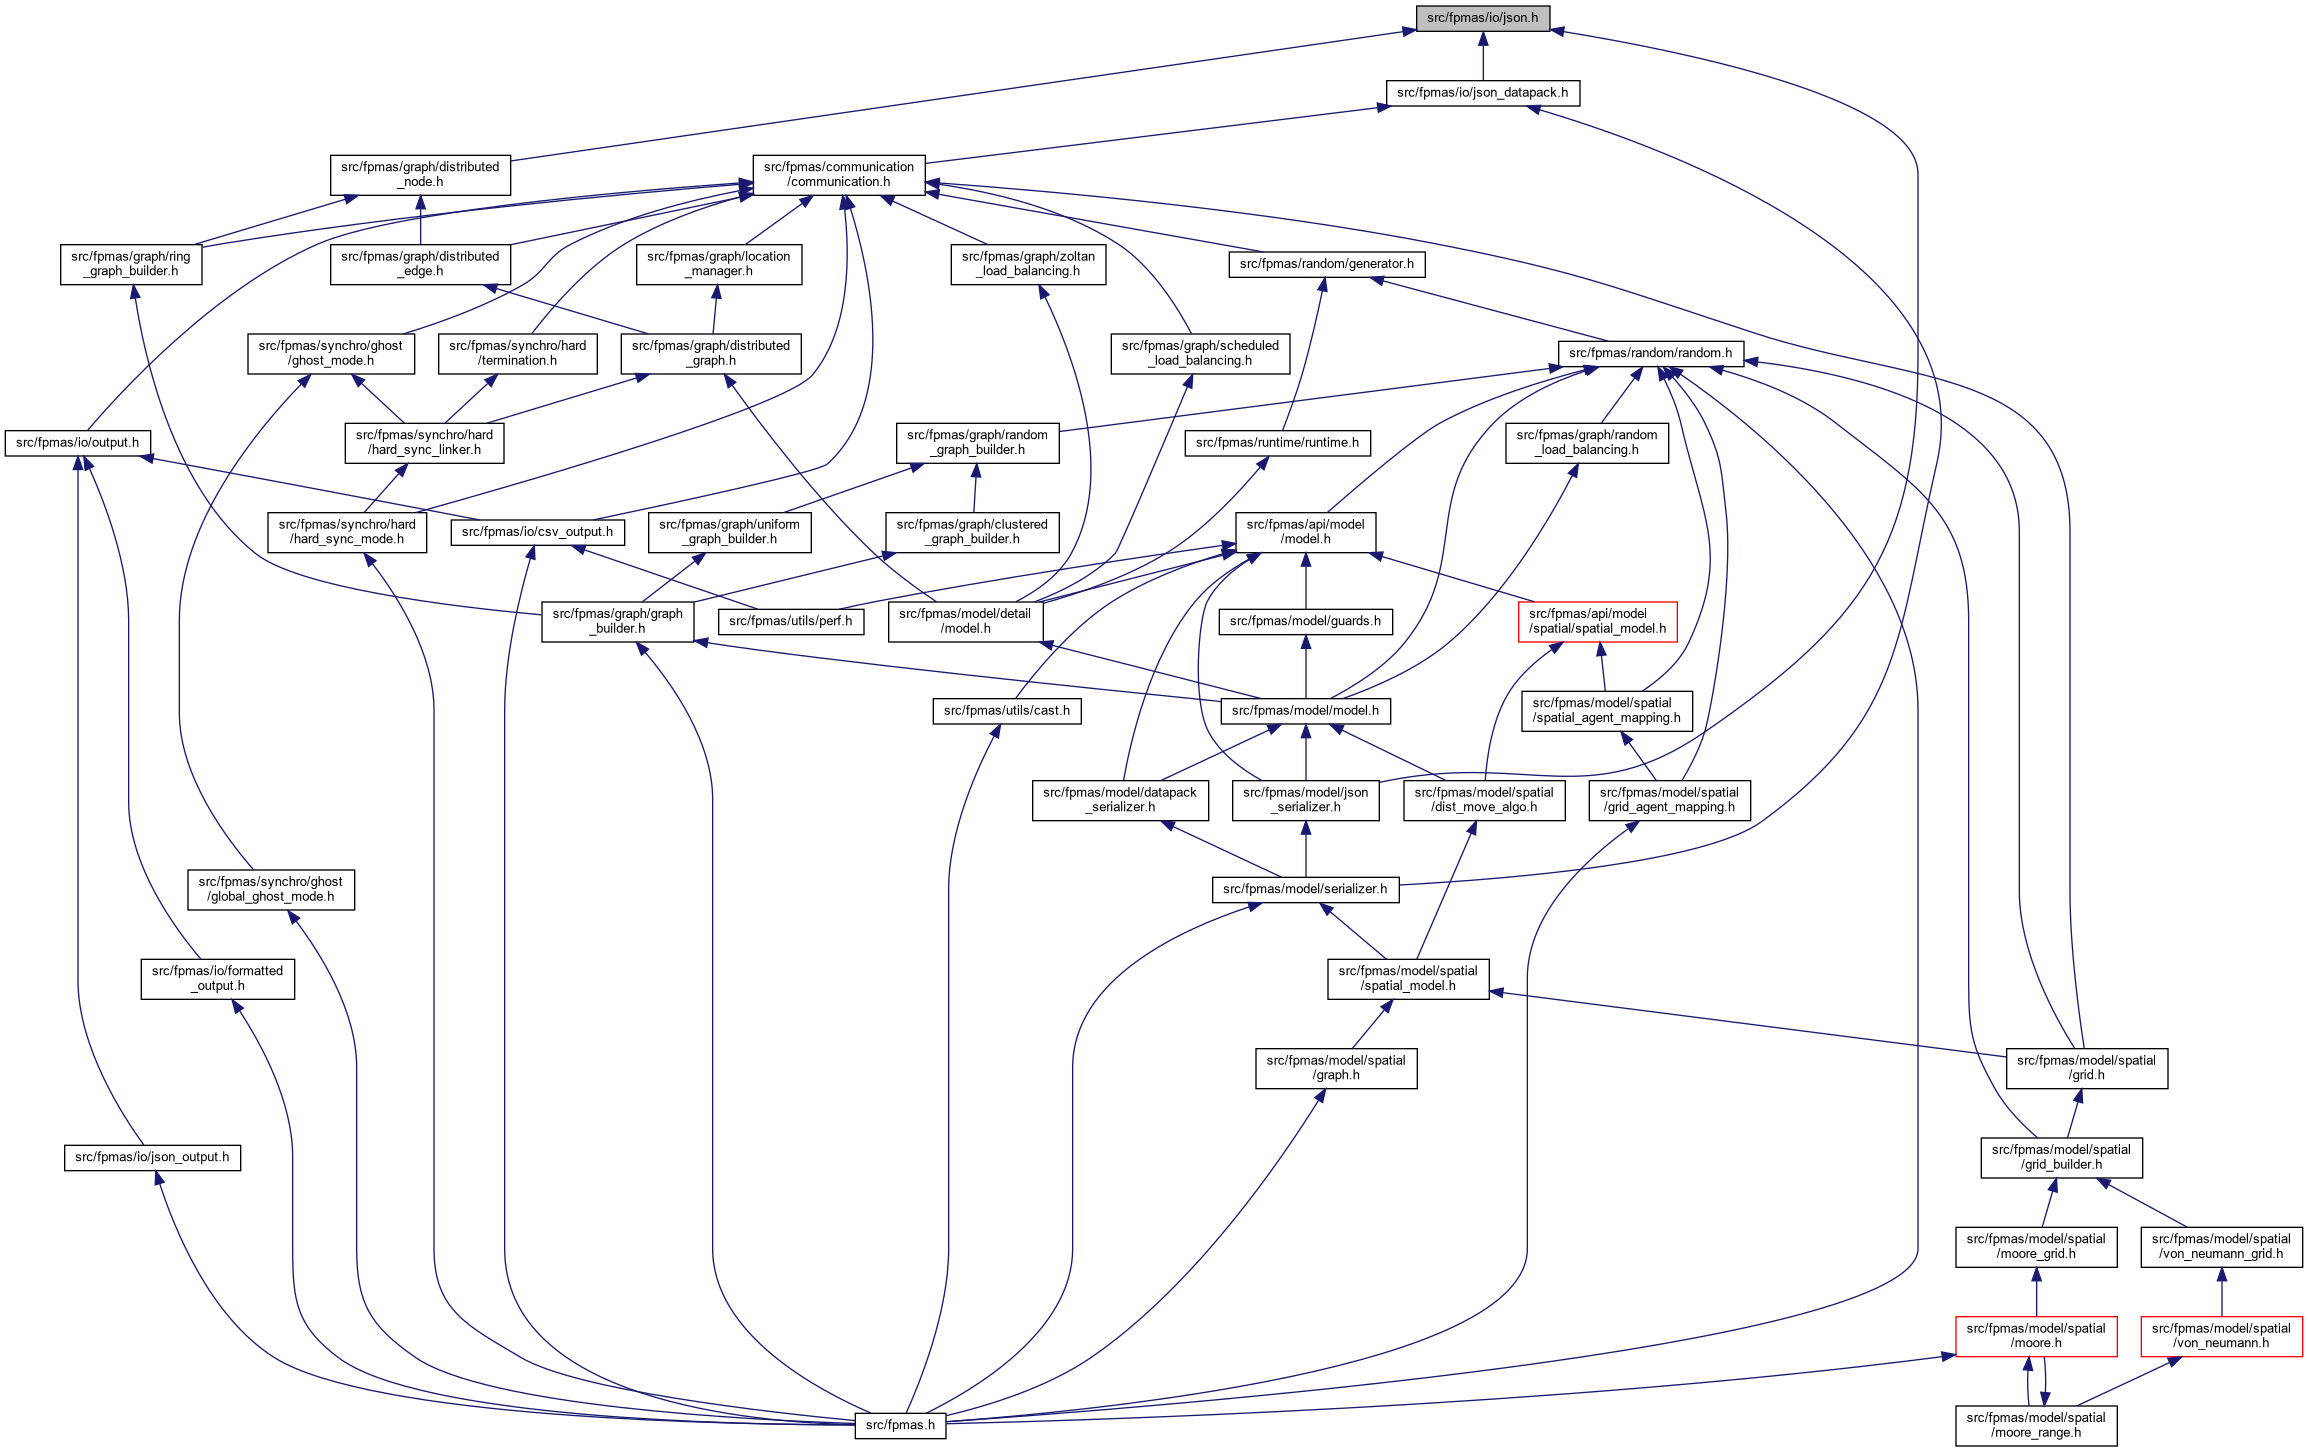 src/fpmas/io/json.h
src/fpmas/io/json_datapack.h
src/fpmas/graph/distributed
_node.h
src/fpmas/communication
/communication.h
src/fpmas/graph/ring
_graph_builder.h
src/fpmas/graph/distributed
_edge.h
src/fpmas/graph/location
_manager.h
src/fpmas/graph/zoltan
_load_balancing.h
src/fpmas/random/generator.h
src/fpmas/synchro/ghost
/ghost_mode.h
src/fpmas/synchro/hard
/termination.h
src/fpmas/graph/distributed
_graph.h
src/fpmas/graph/scheduled
_load_balancing.h
src/fpmas/random/random.h
src/fpmas/io/output.h
src/fpmas/synchro/hard
/hard_sync_linker.h
src/fpmas/graph/random
_graph_builder.h
src/fpmas/runtime/runtime.h
src/fpmas/graph/random
_load_balancing.h
src/fpmas/synchro/hard
/hard_sync_mode.h
src/fpmas/io/csv_output.h
src/fpmas/graph/uniform
_graph_builder.h
src/fpmas/graph/clustered
_graph_builder.h
src/fpmas/api/model
/model.h
src/fpmas/graph/graph
_builder.h
src/fpmas/utils/perf.h
src/fpmas/model/detail
/model.h
src/fpmas/model/guards.h
src/fpmas/api/model
/spatial/spatial_model.h
src/fpmas/utils/cast.h
src/fpmas/model/model.h
src/fpmas/model/spatial
/spatial_agent_mapping.h
src/fpmas/model/datapack
_serializer.h
src/fpmas/model/json
_serializer.h
src/fpmas/model/spatial
/dist_move_algo.h
src/fpmas/model/spatial
/grid_agent_mapping.h
src/fpmas/synchro/ghost
/global_ghost_mode.h
src/fpmas/model/serializer.h
src/fpmas/io/formatted
_output.h
src/fpmas/model/spatial
/spatial_model.h
src/fpmas/model/spatial
/graph.h
src/fpmas/model/spatial
/grid.h
src/fpmas/io/json_output.h
src/fpmas/model/spatial
/grid_builder.h
src/fpmas/model/spatial
/moore_grid.h
src/fpmas/model/spatial
/von_neumann_grid.h
src/fpmas/model/spatial
/moore.h
src/fpmas/model/spatial
/von_neumann.h
src/fpmas.h
src/fpmas/model/spatial
/moore_range.h